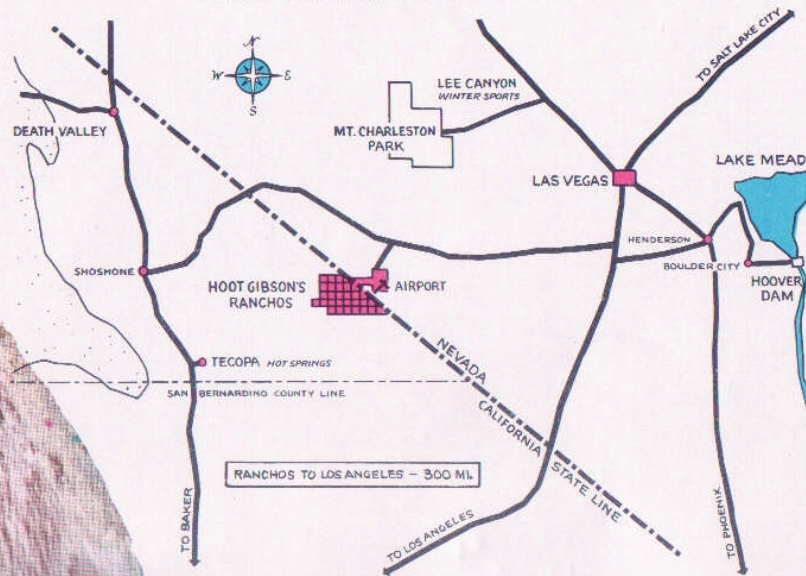 N
W E
S
TO SALT LAKE CITY
LEE CANYON
WINTER SPORTS
DEATH VALLEY
MT. CHARLESTON
PARK
LAKE MEAD
LAS VEGAS
HENDERSON
SHOSHONE
BOULDER CITY
HOOVER
DAM
HOOT GIBSON'S
RANCHOS
AIRPORT
NEVADA
CALIFORNIA
STATE LINE
TECOPA HOT SPRINGS
SAN BERNARDINO COUNTY LINE
RANCHOS TO LOS ANGELES - 300 MI.
TO BAKER
TO LOS ANGELES
TO PHOENIX